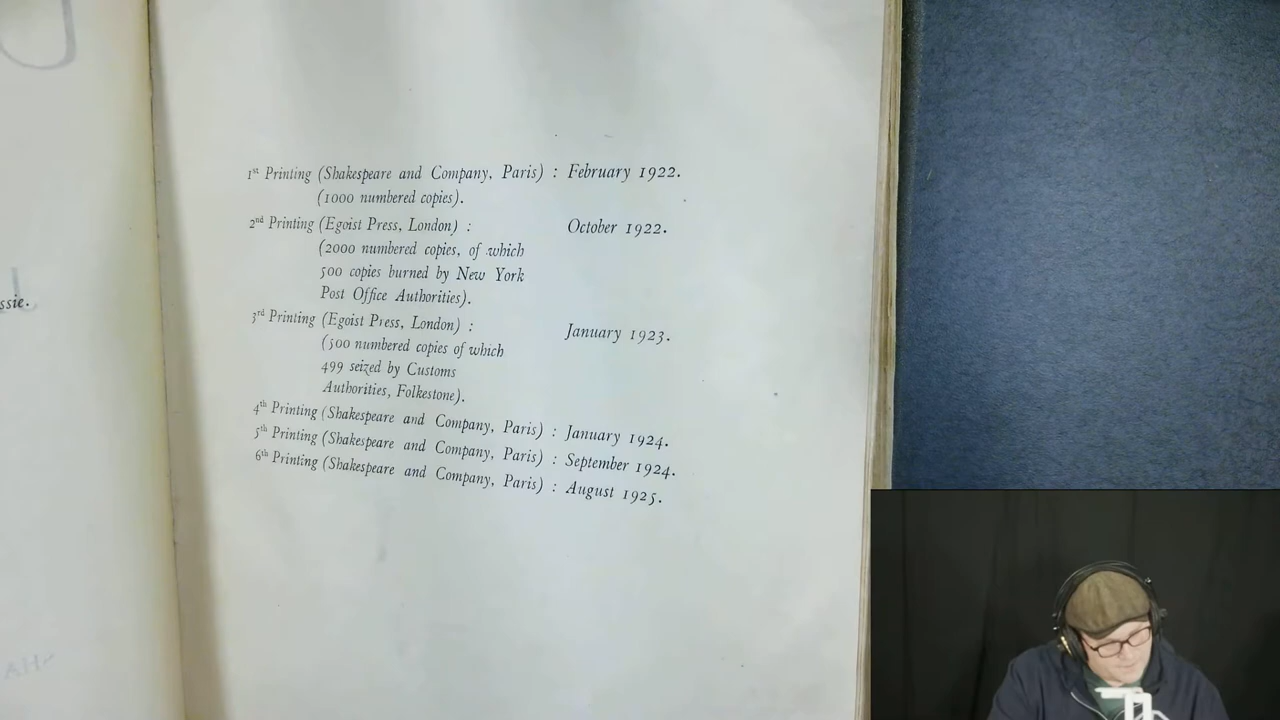 1st Printing (Shakespeare and Company, Paris) : February 1922.
(1000 numbered copies).
2nd Printing (Egoist Press, London) : October 1922.
(2000 numbered copies, of which
500 copies burned by New York
Post Office Authorities).
3rd Printing (Egoist Press, London) : January 1923.
(500 numbered copies of which
499 seized by Customs
Authorities, Folkestone).
4th Printing (Shakespeare and Company, Paris) : January 1924.
5th Printing (Shakespeare and Company, Paris) : September 1924.
6th Printing (Shakespeare and Company, Paris) : August 1925.
ssie.